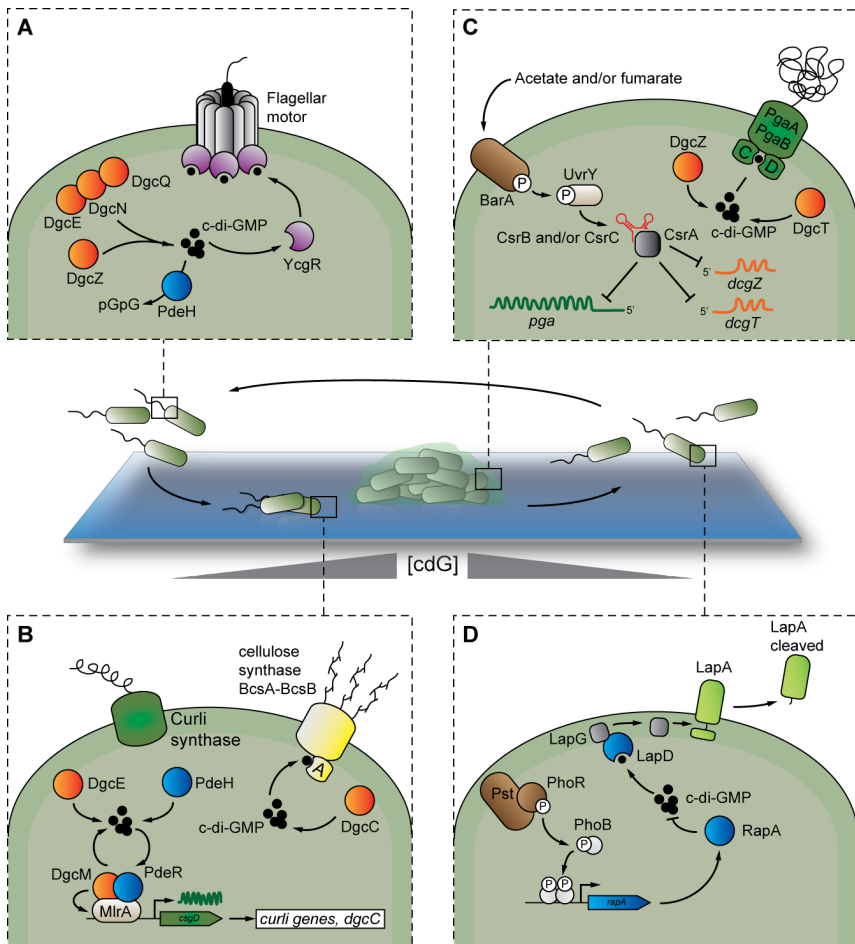 A
Flagellar
motor
DgcQ
DgcN
DgcE
c-di-GMP
DgcZ
YcgR
pGpG
PdeH
C
Acetate and/or fumarate
PgaA
PgaB
C
D
DgcZ
UvrY
P
P
BarA
CsrB and/or CsrC
CsrA
c-di-GMP
DgcT
5'
dcgZ
pga
5'
5'
dcgT
[cdG]
B
cellulose
synthase
BcsA-BcsB
Curli
synthase
A
DgcE
PdeH
c-di-GMP
DgcC
DgcM
PdeR
MlrA
csgD
curli genes, dgcC
D
LapA
cleaved
LapA
LapG
LapD
Pst
PhoR
P
c-di-GMP
PhoB
P
RapA
P
P
rapA